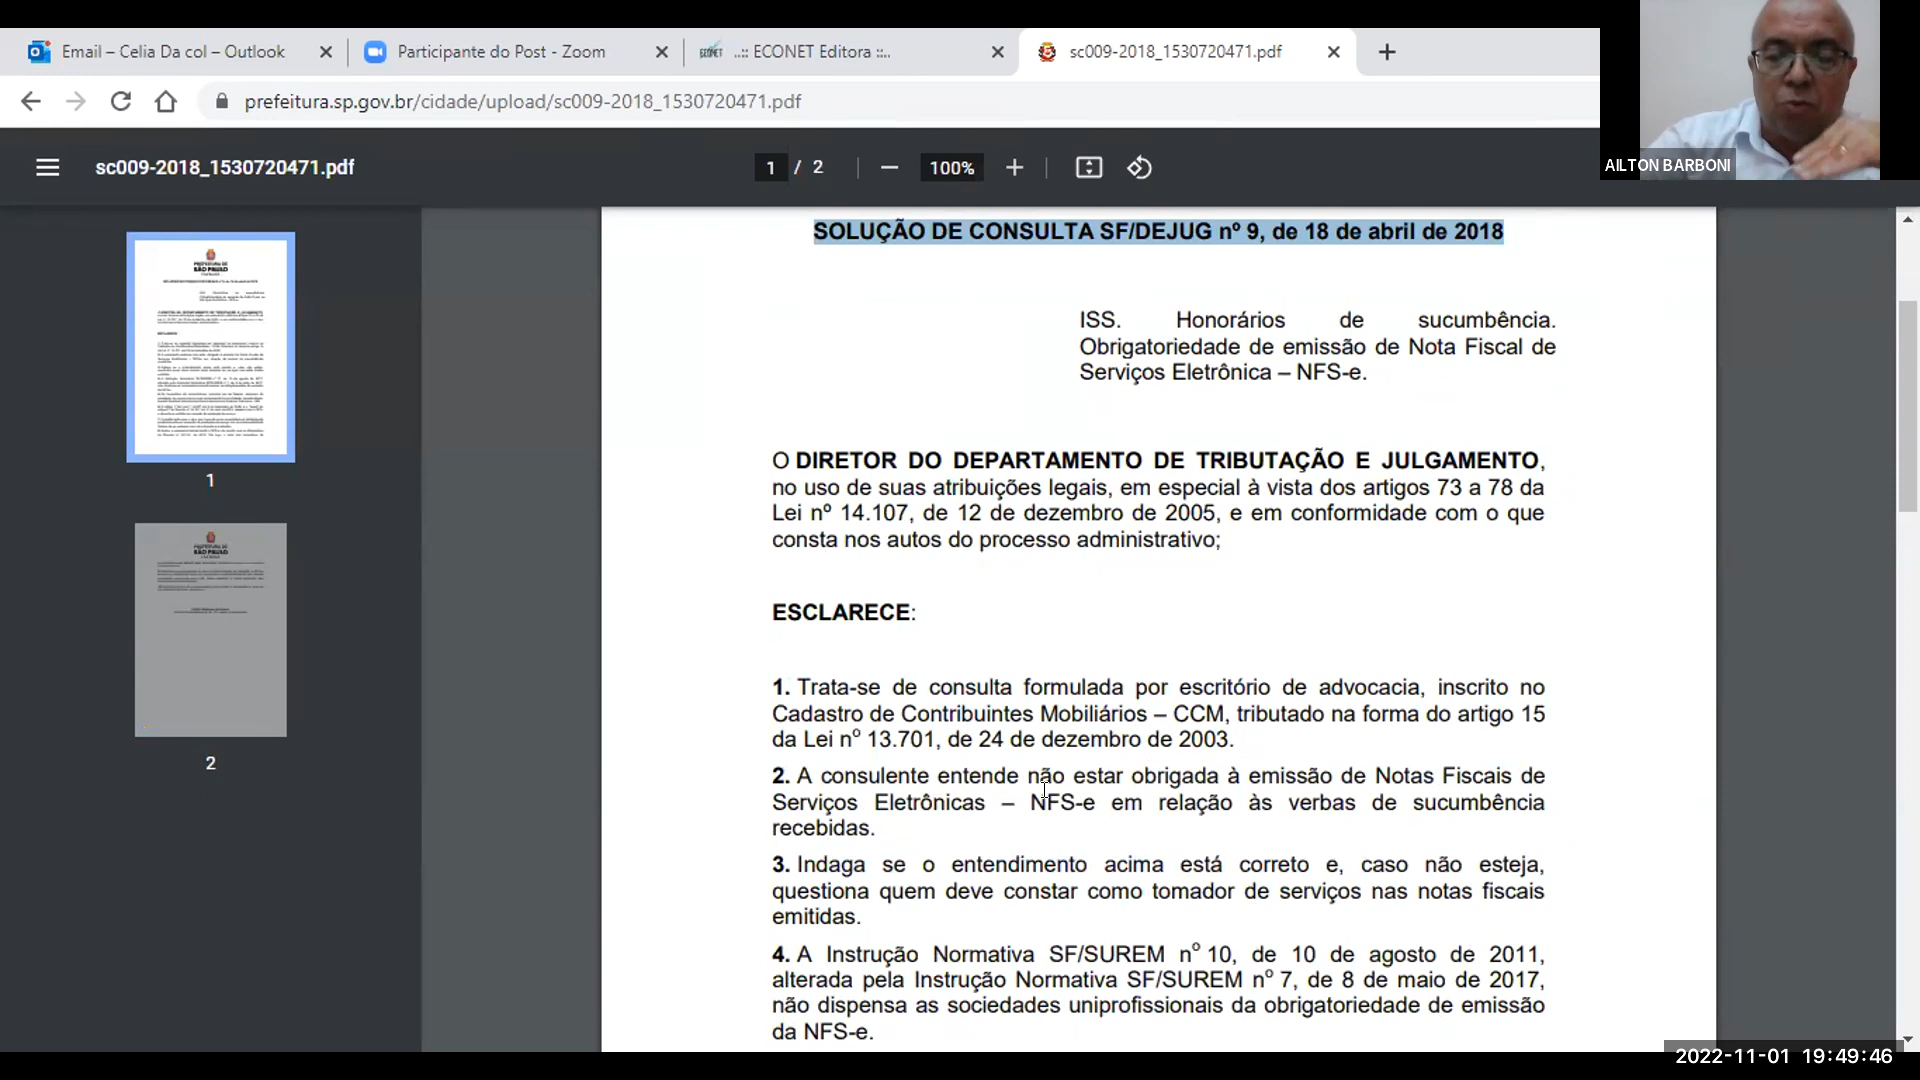 Email – Celia Da col – Outlook
Participante do Post - Zoom
ECONET
..:: ECONET Editora ::..
sc009-2018_1530720471.pdf
prefeitura.sp.gov.br/cidade/upload/sc009-2018_1530720471.pdf
AILTON BARBONI
sc009-2018_1530720471.pdf
1 / 2
100%
SOLUÇÃO DE CONSULTA SF/DEJUG nº 9, de 18 de abril de 2018
ISS. Honorários de sucumbência.
Obrigatoriedade de emissão de Nota Fiscal de
Serviços Eletrônica – NFS-e.
O DIRETOR DO DEPARTAMENTO DE TRIBUTAÇÃO E JULGAMENTO,
no uso de suas atribuições legais, em especial à vista dos artigos 73 a 78 da
Lei nº 14.107, de 12 de dezembro de 2005, e em conformidade com o que
consta nos autos do processo administrativo;
ESCLARECE:
1. Trata-se de consulta formulada por escritório de advocacia, inscrito no
Cadastro de Contribuintes Mobiliários – CCM, tributado na forma do artigo 15
da Lei nº 13.701, de 24 de dezembro de 2003.
2. A consulente entende não estar obrigada à emissão de Notas Fiscais de
Serviços Eletrônicas – NFS-e em relação às verbas de sucumbência
recebidas.
3. Indaga se o entendimento acima está correto e, caso não esteja,
questiona quem deve constar como tomador de serviços nas notas fiscais
emitidas.
4. A Instrução Normativa SF/SUREM nº 10, de 10 de agosto de 2011,
alterada pela Instrução Normativa SF/SUREM nº 7, de 8 de maio de 2017,
não dispensa as sociedades uniprofissionais da obrigatoriedade de emissão
da NFS-e.
PREFEITURA DE
SÃO PAULO
1
PREFEITURA DE
SÃO PAULO
2
2022-11-01 19:49:46